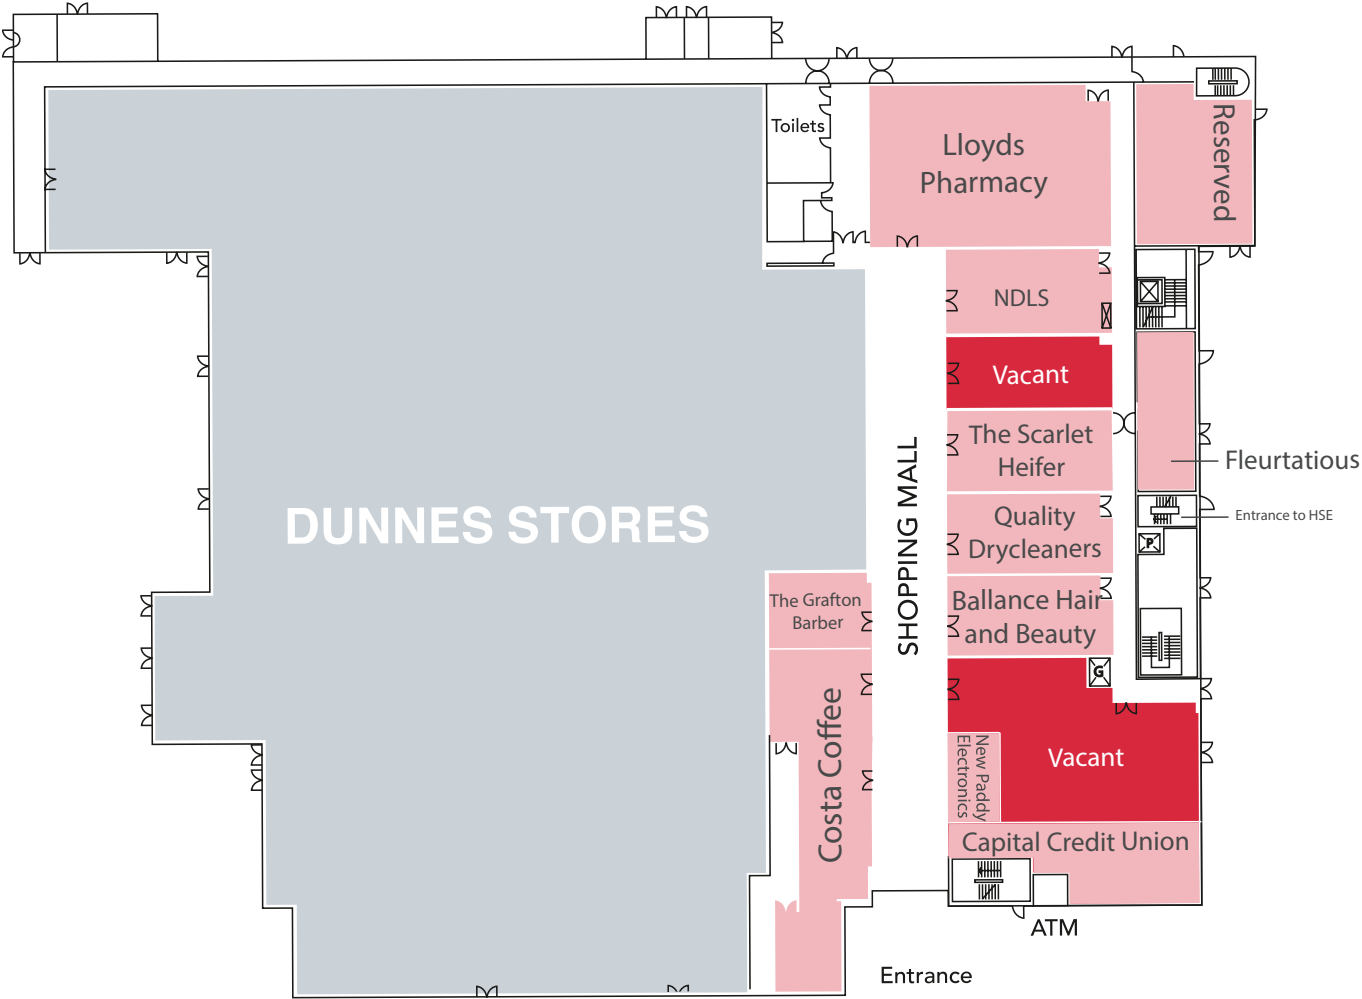 Toilets
Lloyds
Pharmacy
Reserved
NDLS
Vacant
The Scarlet
Heifer
Fleurtatious
DUNNES STORES
SHOPPING MALL
Quality
Drycleaners
Entrance to HSE
P
The Grafton
Barber
Ballance Hair
and Beauty
G
Costa Coffee
New Paddy
Electronics
Vacant
Capital Credit Union
ATM
Entrance